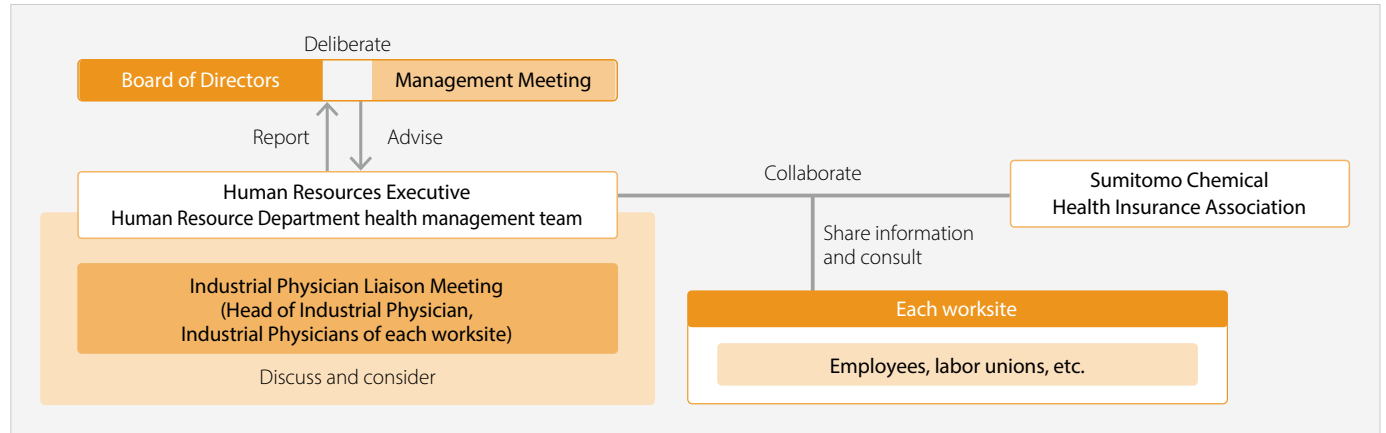 Deliberate
Board of Directors
Management Meeting
Report
Advise
Human Resources Executive
Human Resource Department health management team
Collaborate
Sumitomo Chemical
Health Insurance Association
Share information
and consult
Industrial Physician Liaison Meeting
(Head of Industrial Physician,
Industrial Physicians of each worksite)
Discuss and consider
Each worksite
Employees, labor unions, etc.